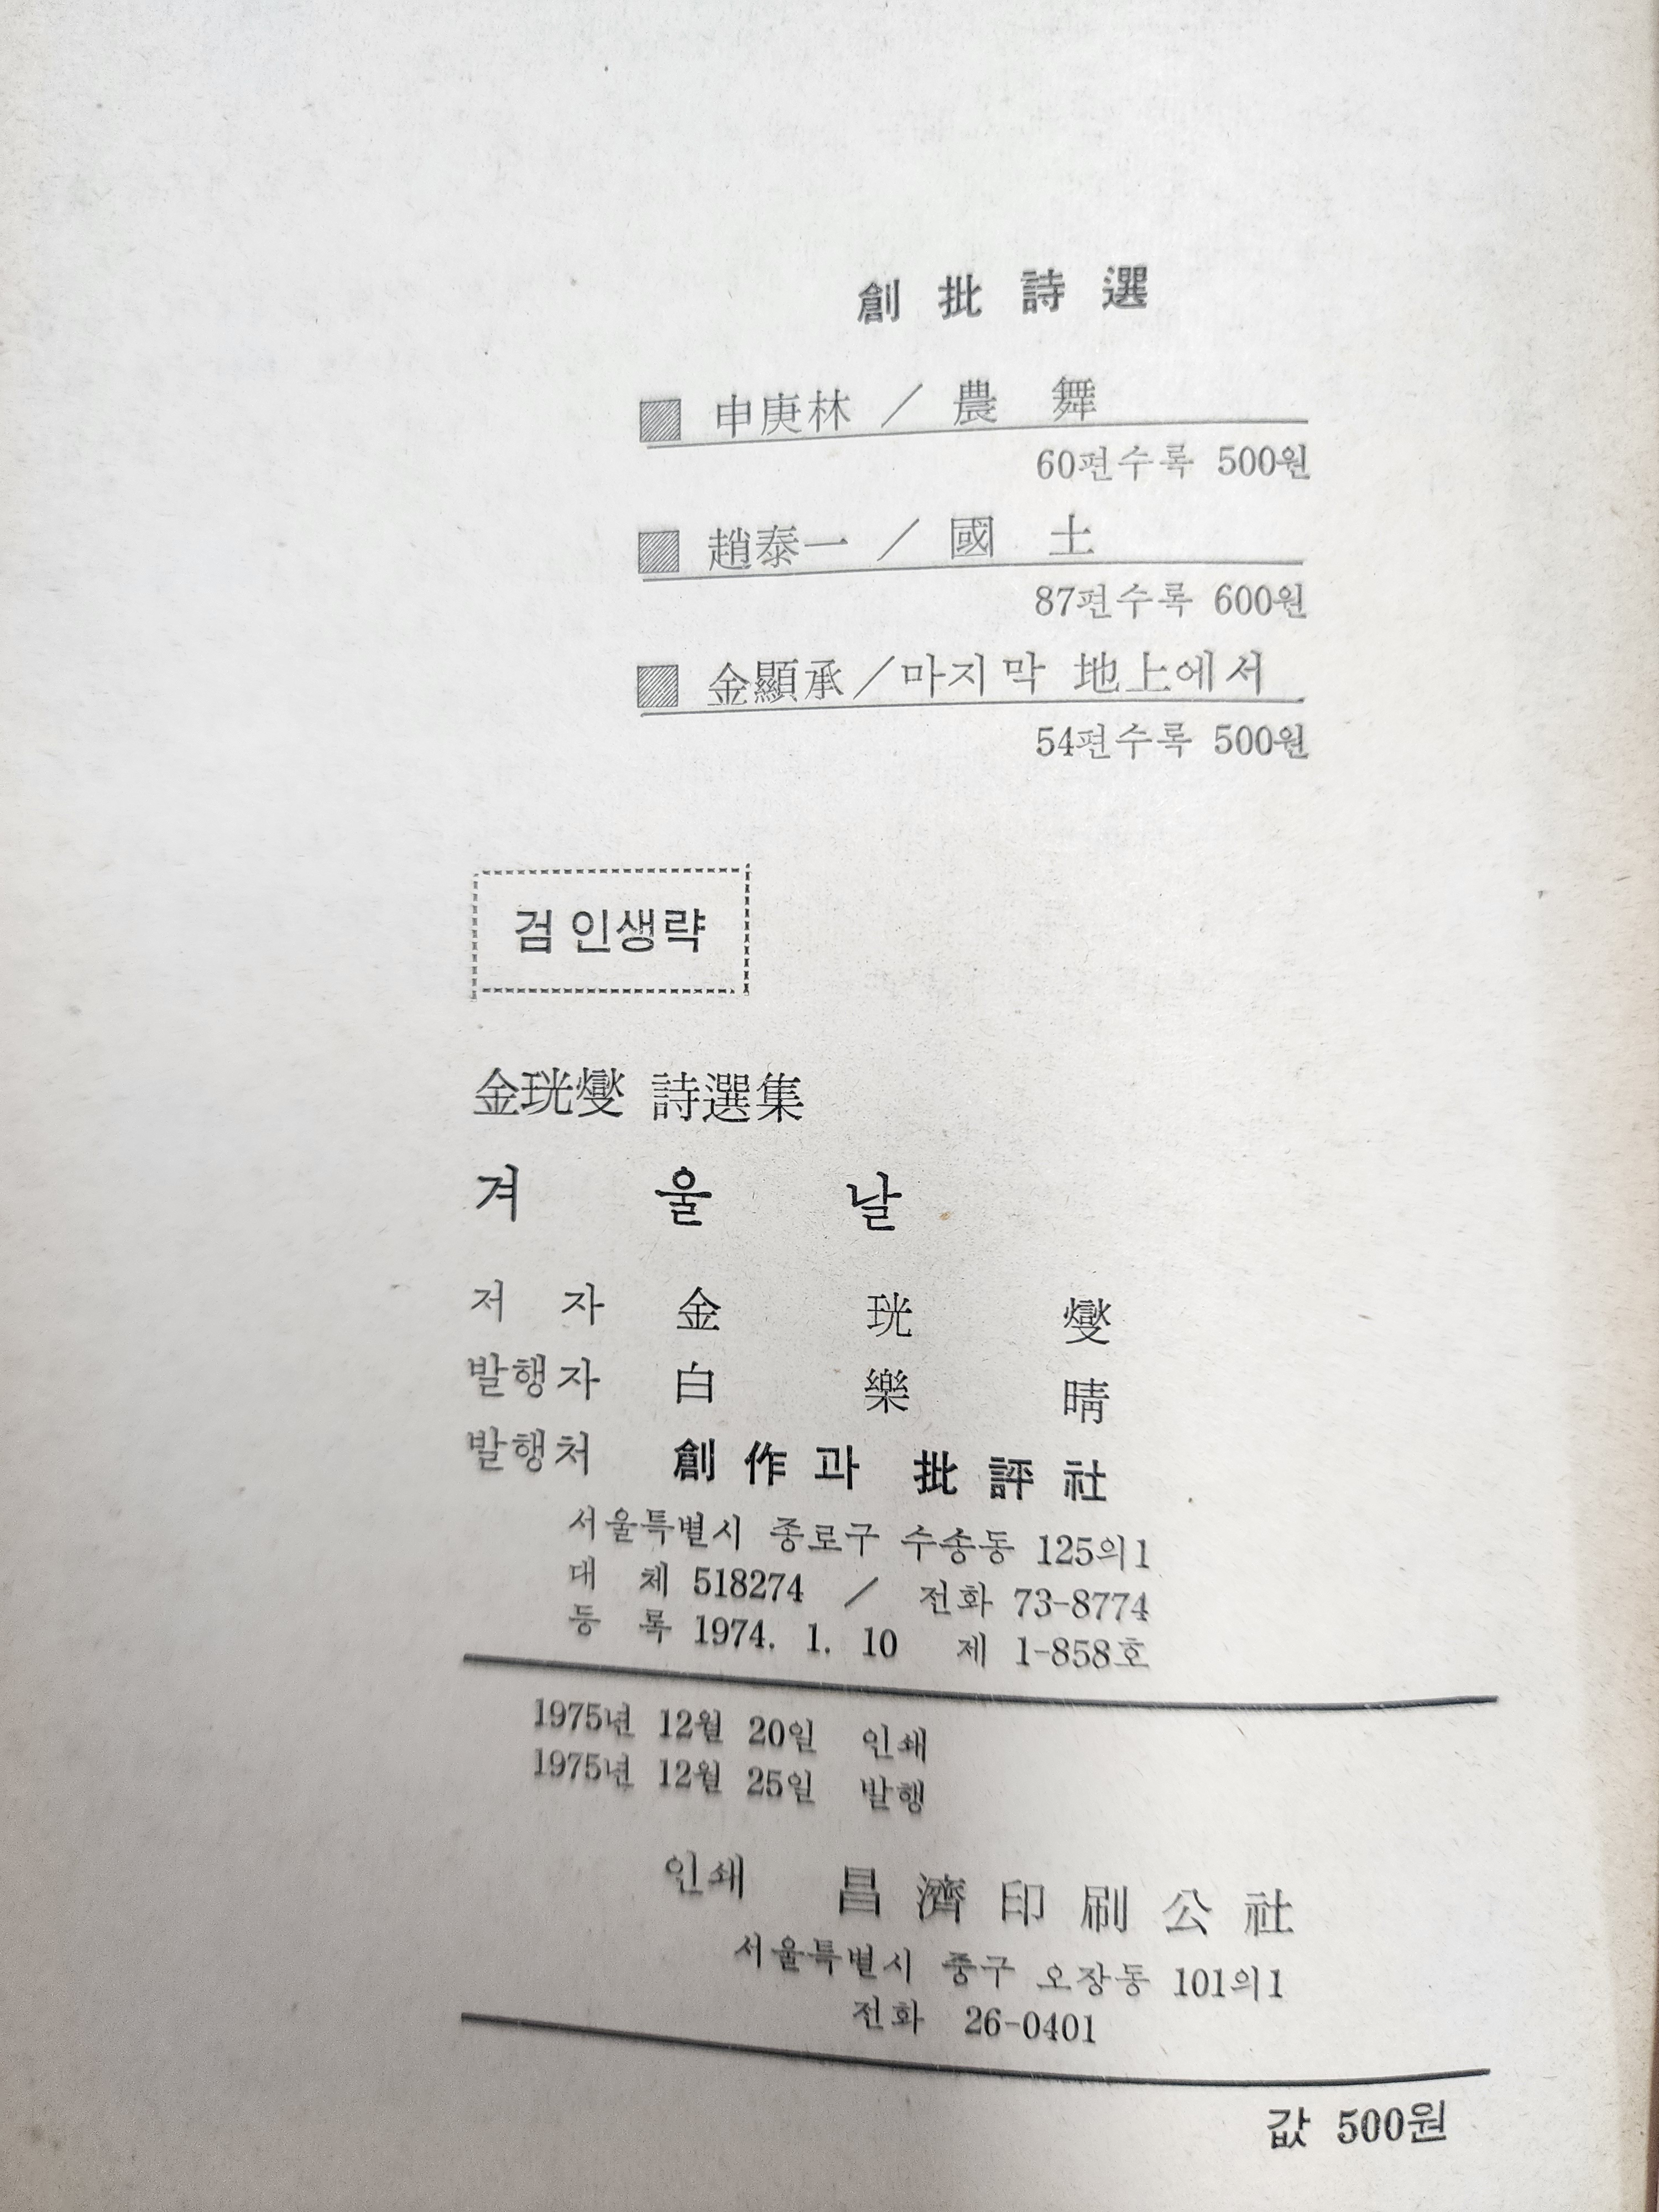 創批詩選
申庚林 / 農 舞
60편수록 500원
趙泰一 / 國 土
87편수록 600원
金顯承/마지막 地上에서
54편수록 500원
검인생략
金珖燮 詩選集
겨 울 날
저 자 金 珖 燮
발행자 白 樂 晴
발행처 創作과 批評社
서울특별시 종로구 수송동 125의1
대 체 518274 / 전화 73-8774
등 록 1974. 1. 10 제 1-858호
1975년 12월 20일 인쇄
1975년 12월 25일 발행
인쇄 昌濟印刷公社
서울특별시 중구 오장동 101의1
전화 26-0401
값 500원